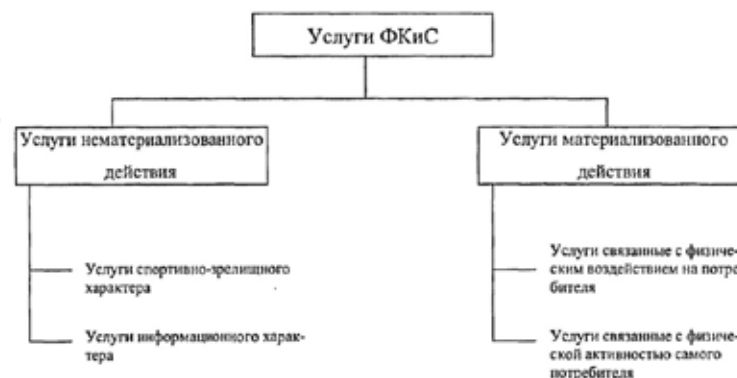 Услуги ФКиС
Услуги нематериализованного
действия
Услуги материализованного
действия
Услуги спортивно-зрелищного
характера
Услуги информационного харак-
тера
Услуги связанные с физиче-
ским воздействием на потре-
бителя
Услуги связанные с физиче-
ской активностью самого
потребителя